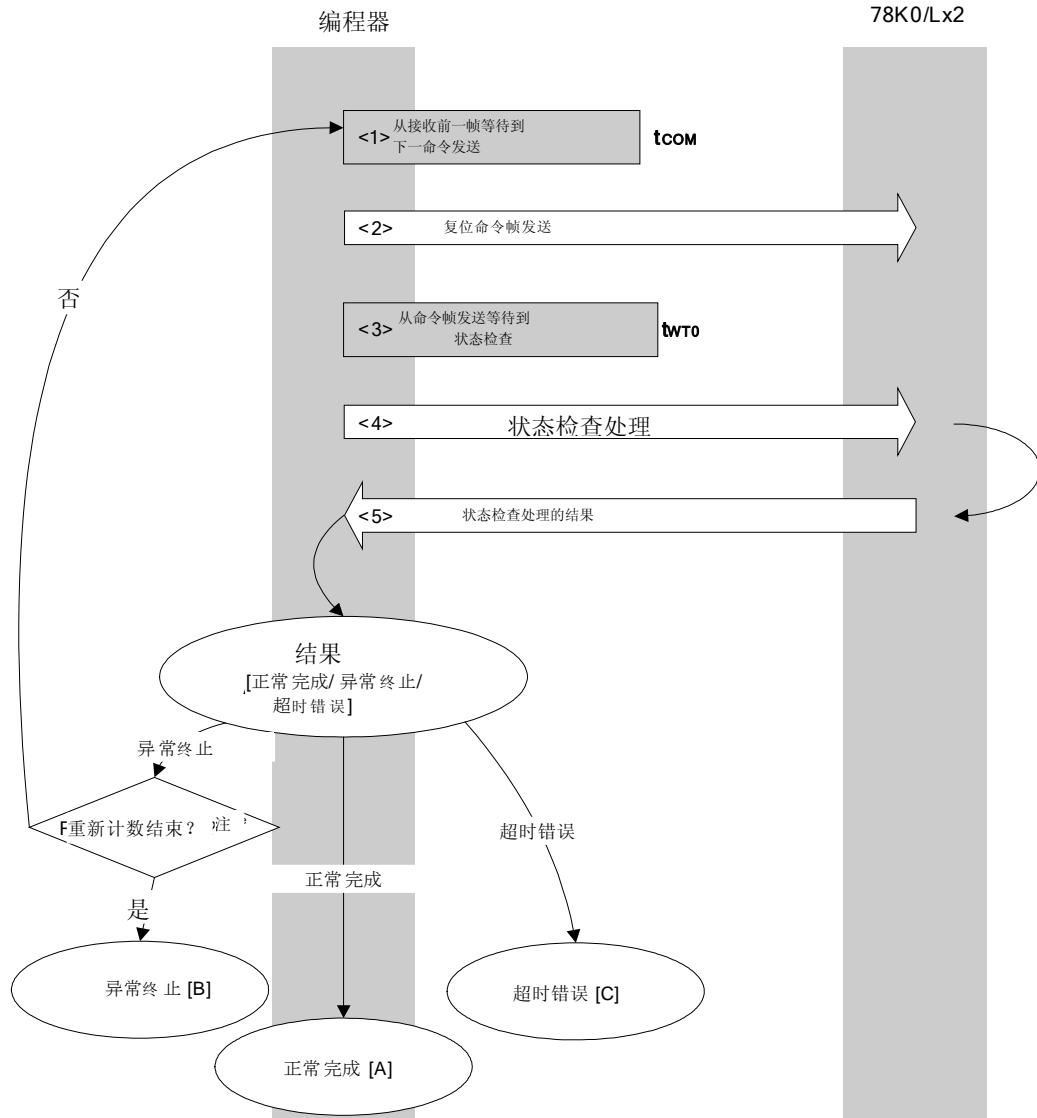 编程器
78K0/Lx2
<1> 从接收前一帧等待到
下一命令发送
tCOM
<2> 复位命令帧发送
<3> 从命令帧发送等待到
状态检查
tWT0
否
<4> 状态检查处理
<5> 状态检查处理的结果
结果
[正常完成/ 异常终止/
超时错误]
异常终止
重新计数结束? 注
超时错误
正常完成
是
异常终止 [B]
超时错误 [C]
正常完成 [A]